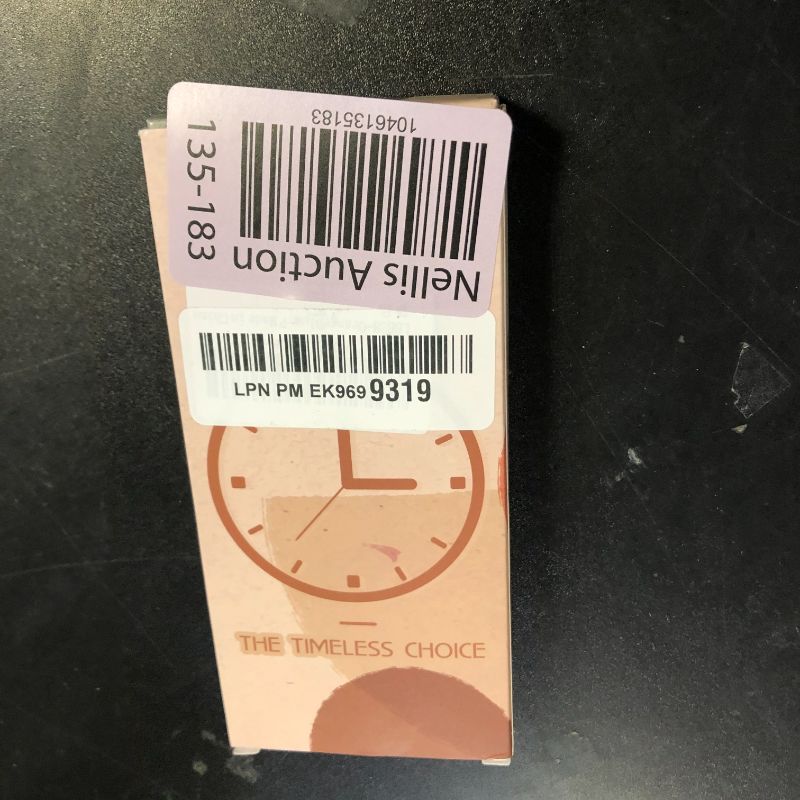 1046135183
135-183
Nellis Auction
LPN PM EK969 9319
THE TIMELESS CHOICE